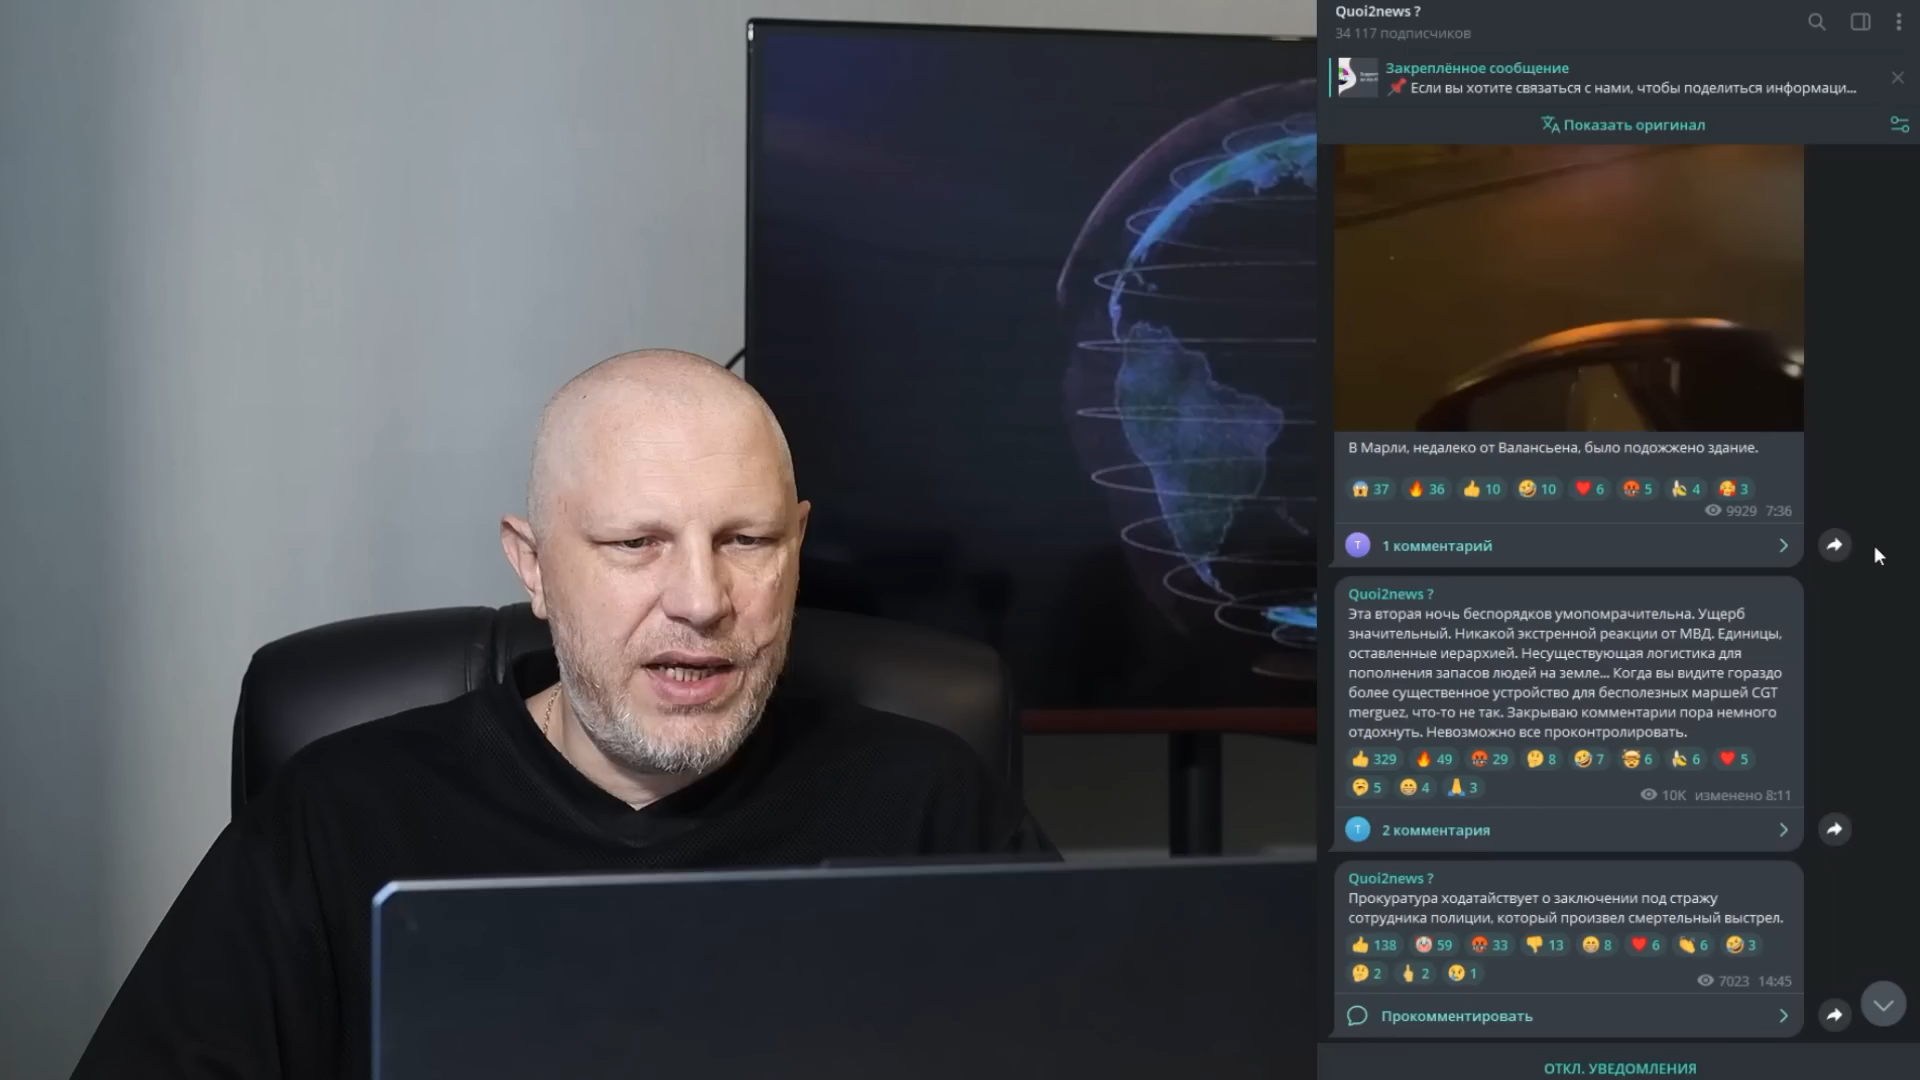 Quoi2news ?
34 117 подписчиков
Закреплённое сообщение
📌 Если вы хотите связаться с нами, чтобы поделиться информаци...
Показать оригинал
В Марли, недалеко от Валансьена, было подожжено здание.
😱 37 🔥 36 👍 10 🤣 10 ❤ 6 🤬 5 🍌 4 🥰 3
9929 7:36
Т 1 комментарий
Quoi2news ?
Эта вторая ночь беспорядков умопомрачительна. Ущерб
значительный. Никакой экстренной реакции от МВД. Единицы,
оставленные иерархией. Несуществующая логистика для
пополнения запасов людей на земле... Когда вы видите гораздо
более существенное устройство для бесполезных маршей CGT
merguez, что-то не так. Закрываю комментарии пора немного
отдохнуть. Невозможно все проконтролировать.
👍 329 🔥 49 🤬 29 🤔 8 🤣 7 🤯 6 🍌 6 ❤ 5
🥱 5 😁 4 🙏 3
10K изменено 8:11
Т 2 комментария
Quoi2news ?
Прокуратура ходатайствует о заключении под стражу
сотрудника полиции, который произвел смертельный выстрел.
👍 138 🤡 59 🤬 33 👎 13 😁 8 ❤ 6 👏 6 🤣 3
🤔 2 🖕 2 😢 1
7023 14:45
Прокомментировать
ОТКЛ. УВЕДОМЛЕНИЯ